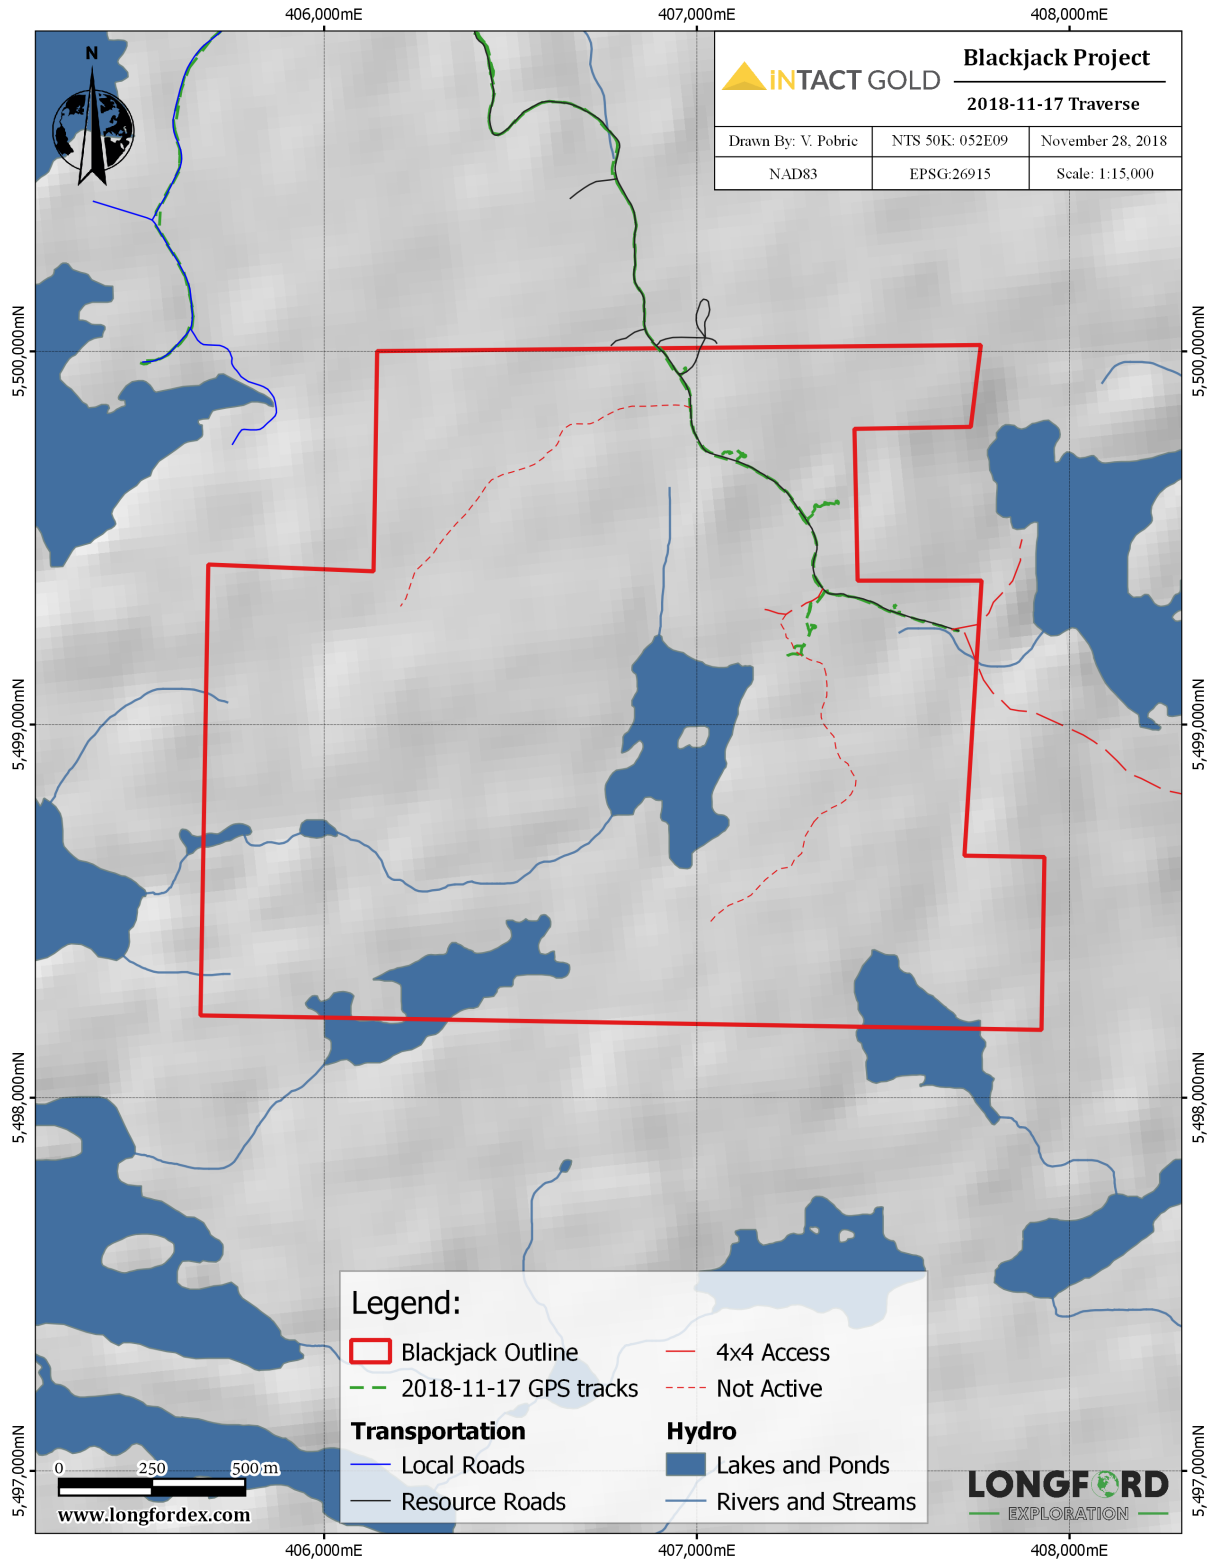 406,000mE
407,000mE
408,000mE
N
iNTACT GOLD
Blackjack Project
2018-11-17 Traverse
Drawn By: V. Pobric
NTS 50K: 052E09
November 28, 2018
NAD83
EPSG:26915
Scale: 1:15,000
5,500,000mN
5,500,000mN
5,499,000mN
5,499,000mN
5,498,000mN
5,498,000mN
5,497,000mN
5,497,000mN
Legend:
Blackjack Outline
2018-11-17 GPS tracks
Transportation
Local Roads
Resource Roads
4x4 Access
Not Active
Hydro
Lakes and Ponds
Rivers and Streams
0 250 500 m
www.longfordex.com
LONGFORD
EXPLORATION
406,000mE
407,000mE
408,000mE